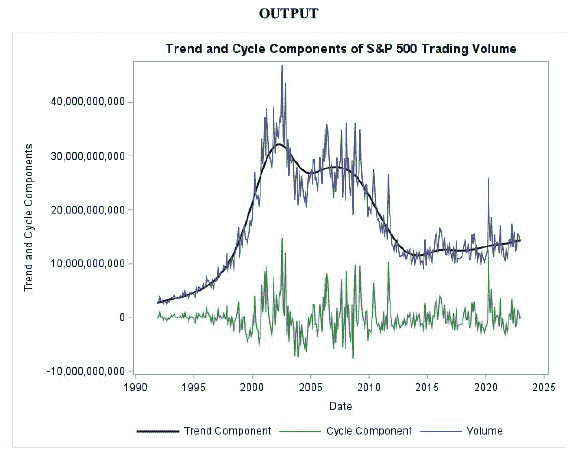 OUTPUT
Trend and Cycle Components of S&P 500 Trading Volume
Trend and Cycle Components
40,000,000,000
30,000,000,000
20,000,000,000
10,000,000,000
0
-10,000,000,000
1990 1995 2000 2005 2010 2015 2020 2025
Date
Trend Component Cycle Component Volume